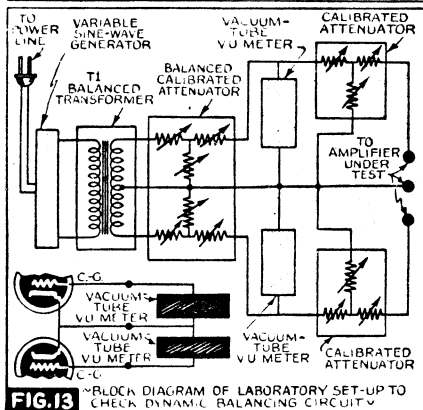 TO
POWER
LINE
VARIABLE
SINE-WAVE
GENERATOR
T1
BALANCED
TRANSFORMER
BALANCED
CALIBRATED
ATTENUATOR
VACUUM-
TUBE
VU METER
CALIBRATED
ATTENUATOR
TO
AMPLIFIER
UNDER
TEST
C.-G.
VACUUM-
TUBE
VU METER
VACUUM-
TUBE
VU METER
C-G
VACUUM-
TUBE
VU METER
CALIBRATED
ATTENUATOR
FIG.13 ~BLOCK DIAGRAM OF LABORATORY SET-UP TO
CHECK DYNAMIC BALANCING CIRCUIT~